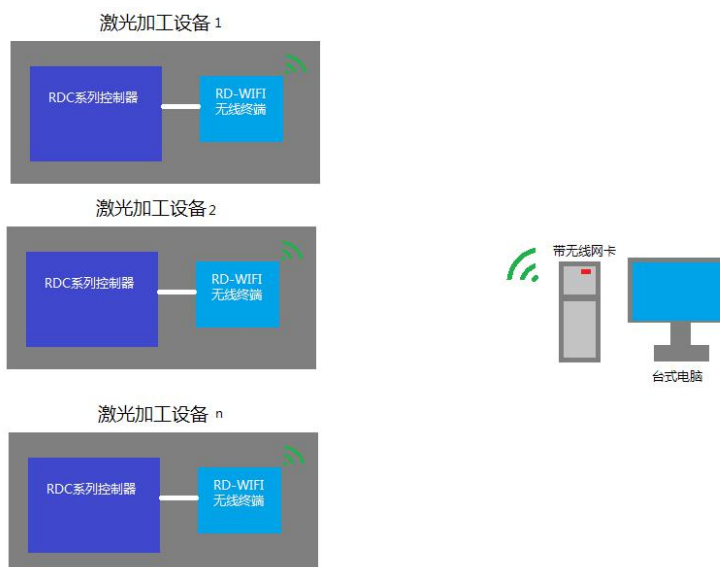 激光加工设备 1
RDC系列控制器
RD-WIFI
无线终端
激光加工设备 2
RDC系列控制器
RD-WIFI
无线终端
带无线网卡
台式电脑
激光加工设备 n
RDC系列控制器
RD-WIFI
无线终端